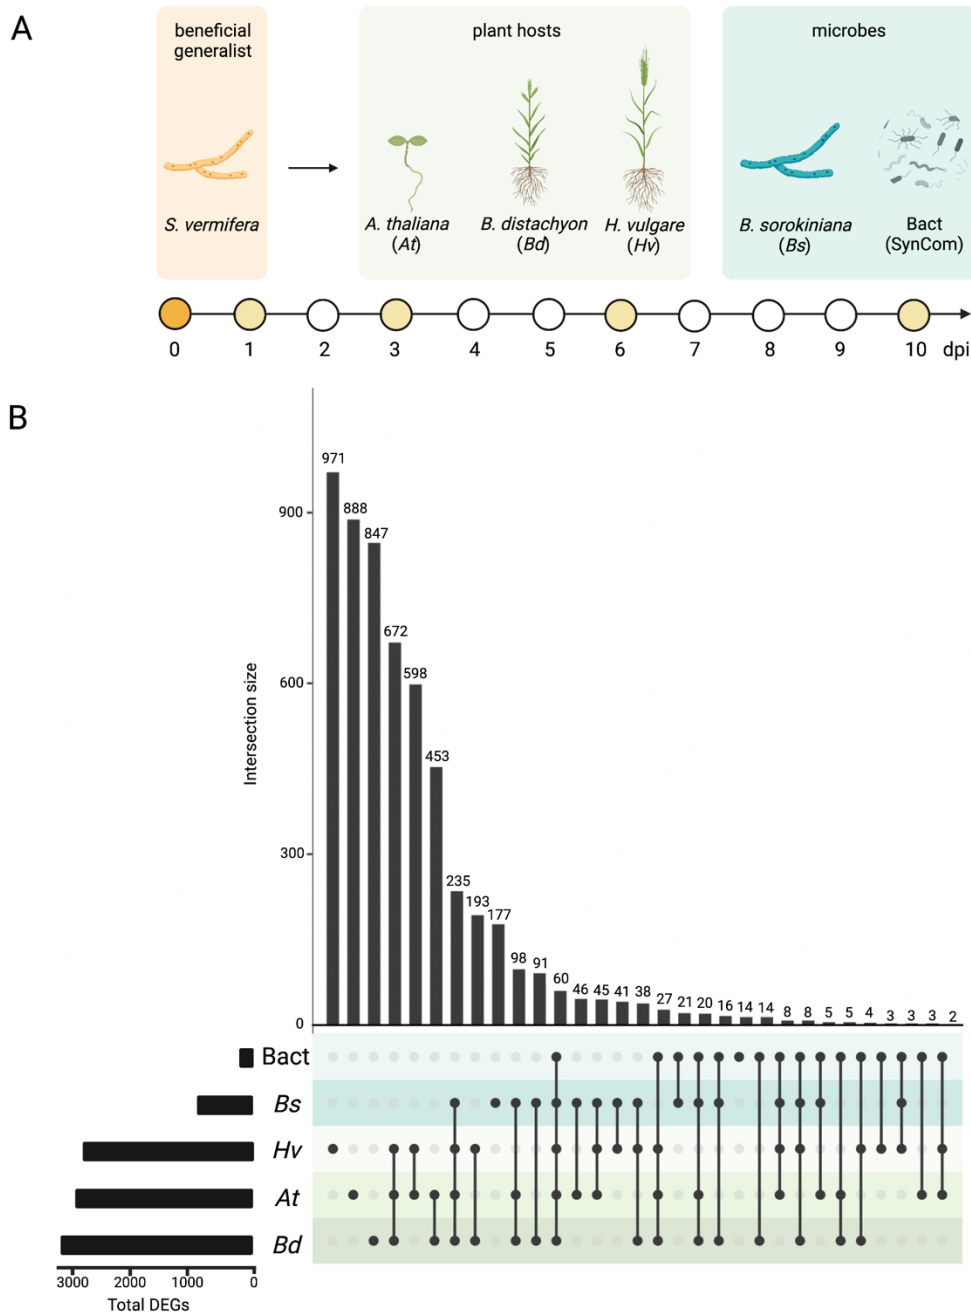 A
beneficial
generalist
plant hosts
microbes
S. vermifera
A. thaliana
(At)
B. distachyon
(Bd)
H. vulgare
(Hv)
B. sorokiniana
(Bs)
Bact
(SynCom)
0 1 2 3 4 5 6 7 8 9 10 dpi
B
Intersection size
900
600
300
0
971 888 847 672 598 453 235 193 177 98 91 60 46 45 41 38 27 21 20 16 14 14 8 8 5 5 4 3 3 3 2
Bact
Bs
Hv
At
Bd
3000 2000 1000 0
Total DEGs